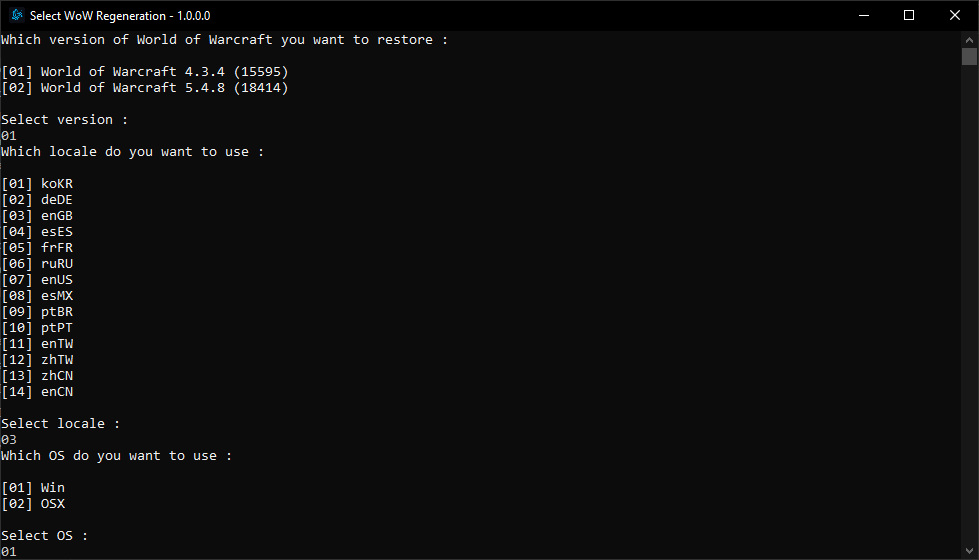 Select WoW Regeneration - 1.0.0.0
Which version of World of Warcraft you want to restore :
[01] World of Warcraft 4.3.4 (15595)
[02] World of Warcraft 5.4.8 (18414)
Select version :
01
Which locale do you want to use :
[01] koKR
[02] deDE
[03] enGB
[04] esES
[05] frFR
[06] ruRU
[07] enUS
[08] esMX
[09] ptBR
[10] ptPT
[11] enTW
[12] zhTW
[13] zhCN
[14] enCN
Select locale :
03
Which OS do you want to use :
[01] Win
[02] OSX
Select OS :
01